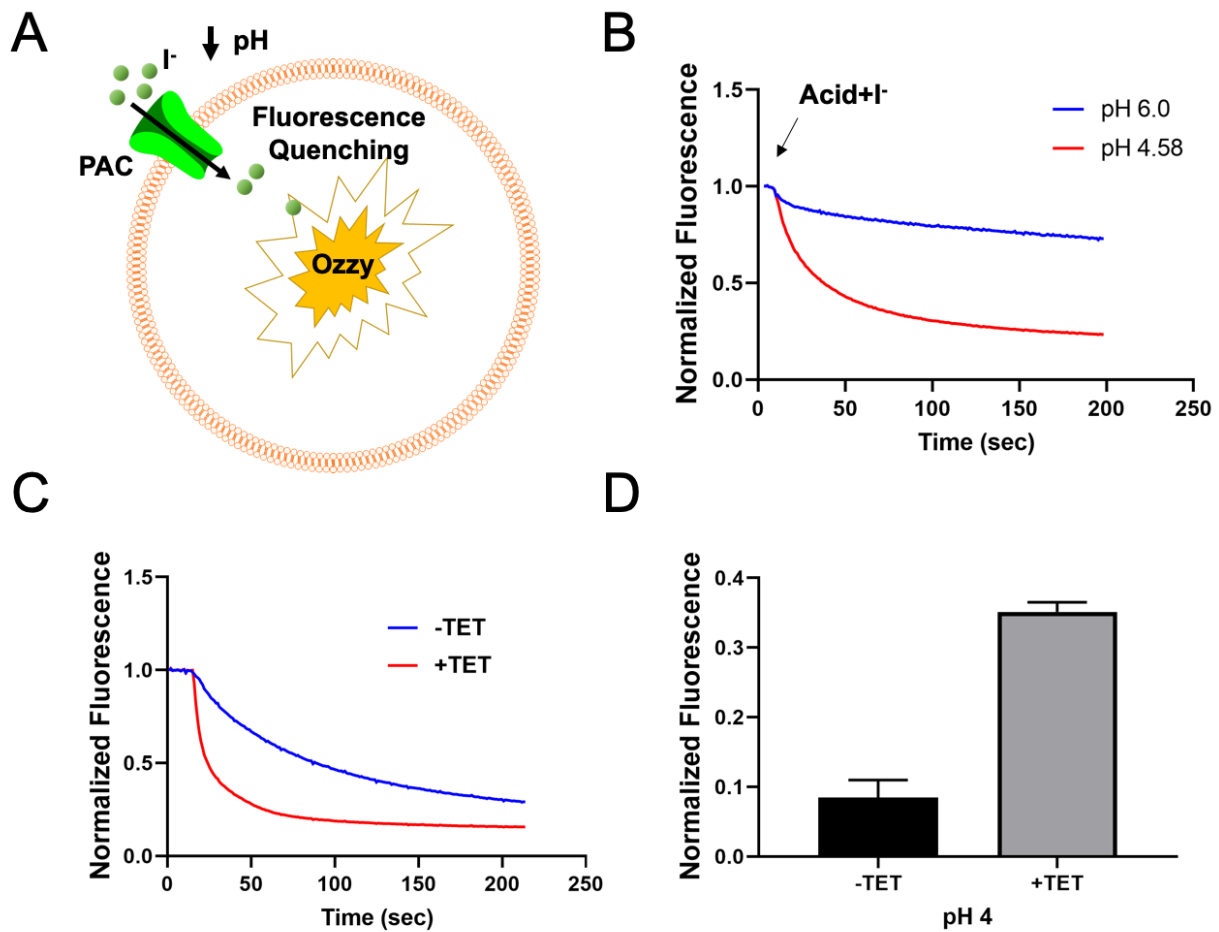 A
I-
pH
PAC
Fluorescence
Quenching
Ozzy
B
Normalized Fluorescence
1.5
1.0
0.5
0.0
Acid+I-
pH 6.0
pH 4.58
0
50
100
150
200
250
Time (sec)
C
Normalized Fluorescence
1.5
1.0
0.5
0.0
-TET
+TET
0
50
100
150
200
250
Time (sec)
D
Normalized Fluorescence
0.4
0.3
0.2
0.1
0.0
-TET
+TET
pH 4